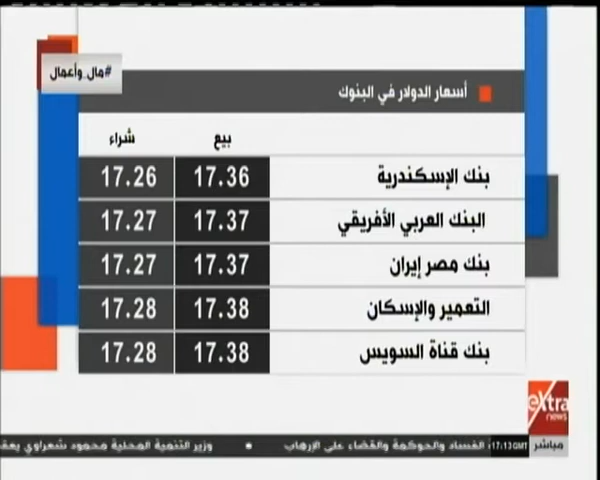 #مال_وأعمال
أسعار الدولار في البنوك
بيع شراء
بنك الإسكندرية 17.36 17.26
البنك العربي الأفريقي 17.37 17.27
بنك مصر إيران 17.37 17.27
التعمير والإسكان 17.38 17.28
بنك قناة السويس 17.38 17.28
eXtra
news
مباشر
17:13 GMT الفساد والحوكمة والقضاء على الإرهاب • وزير التنمية المحلية محمود شعراوي